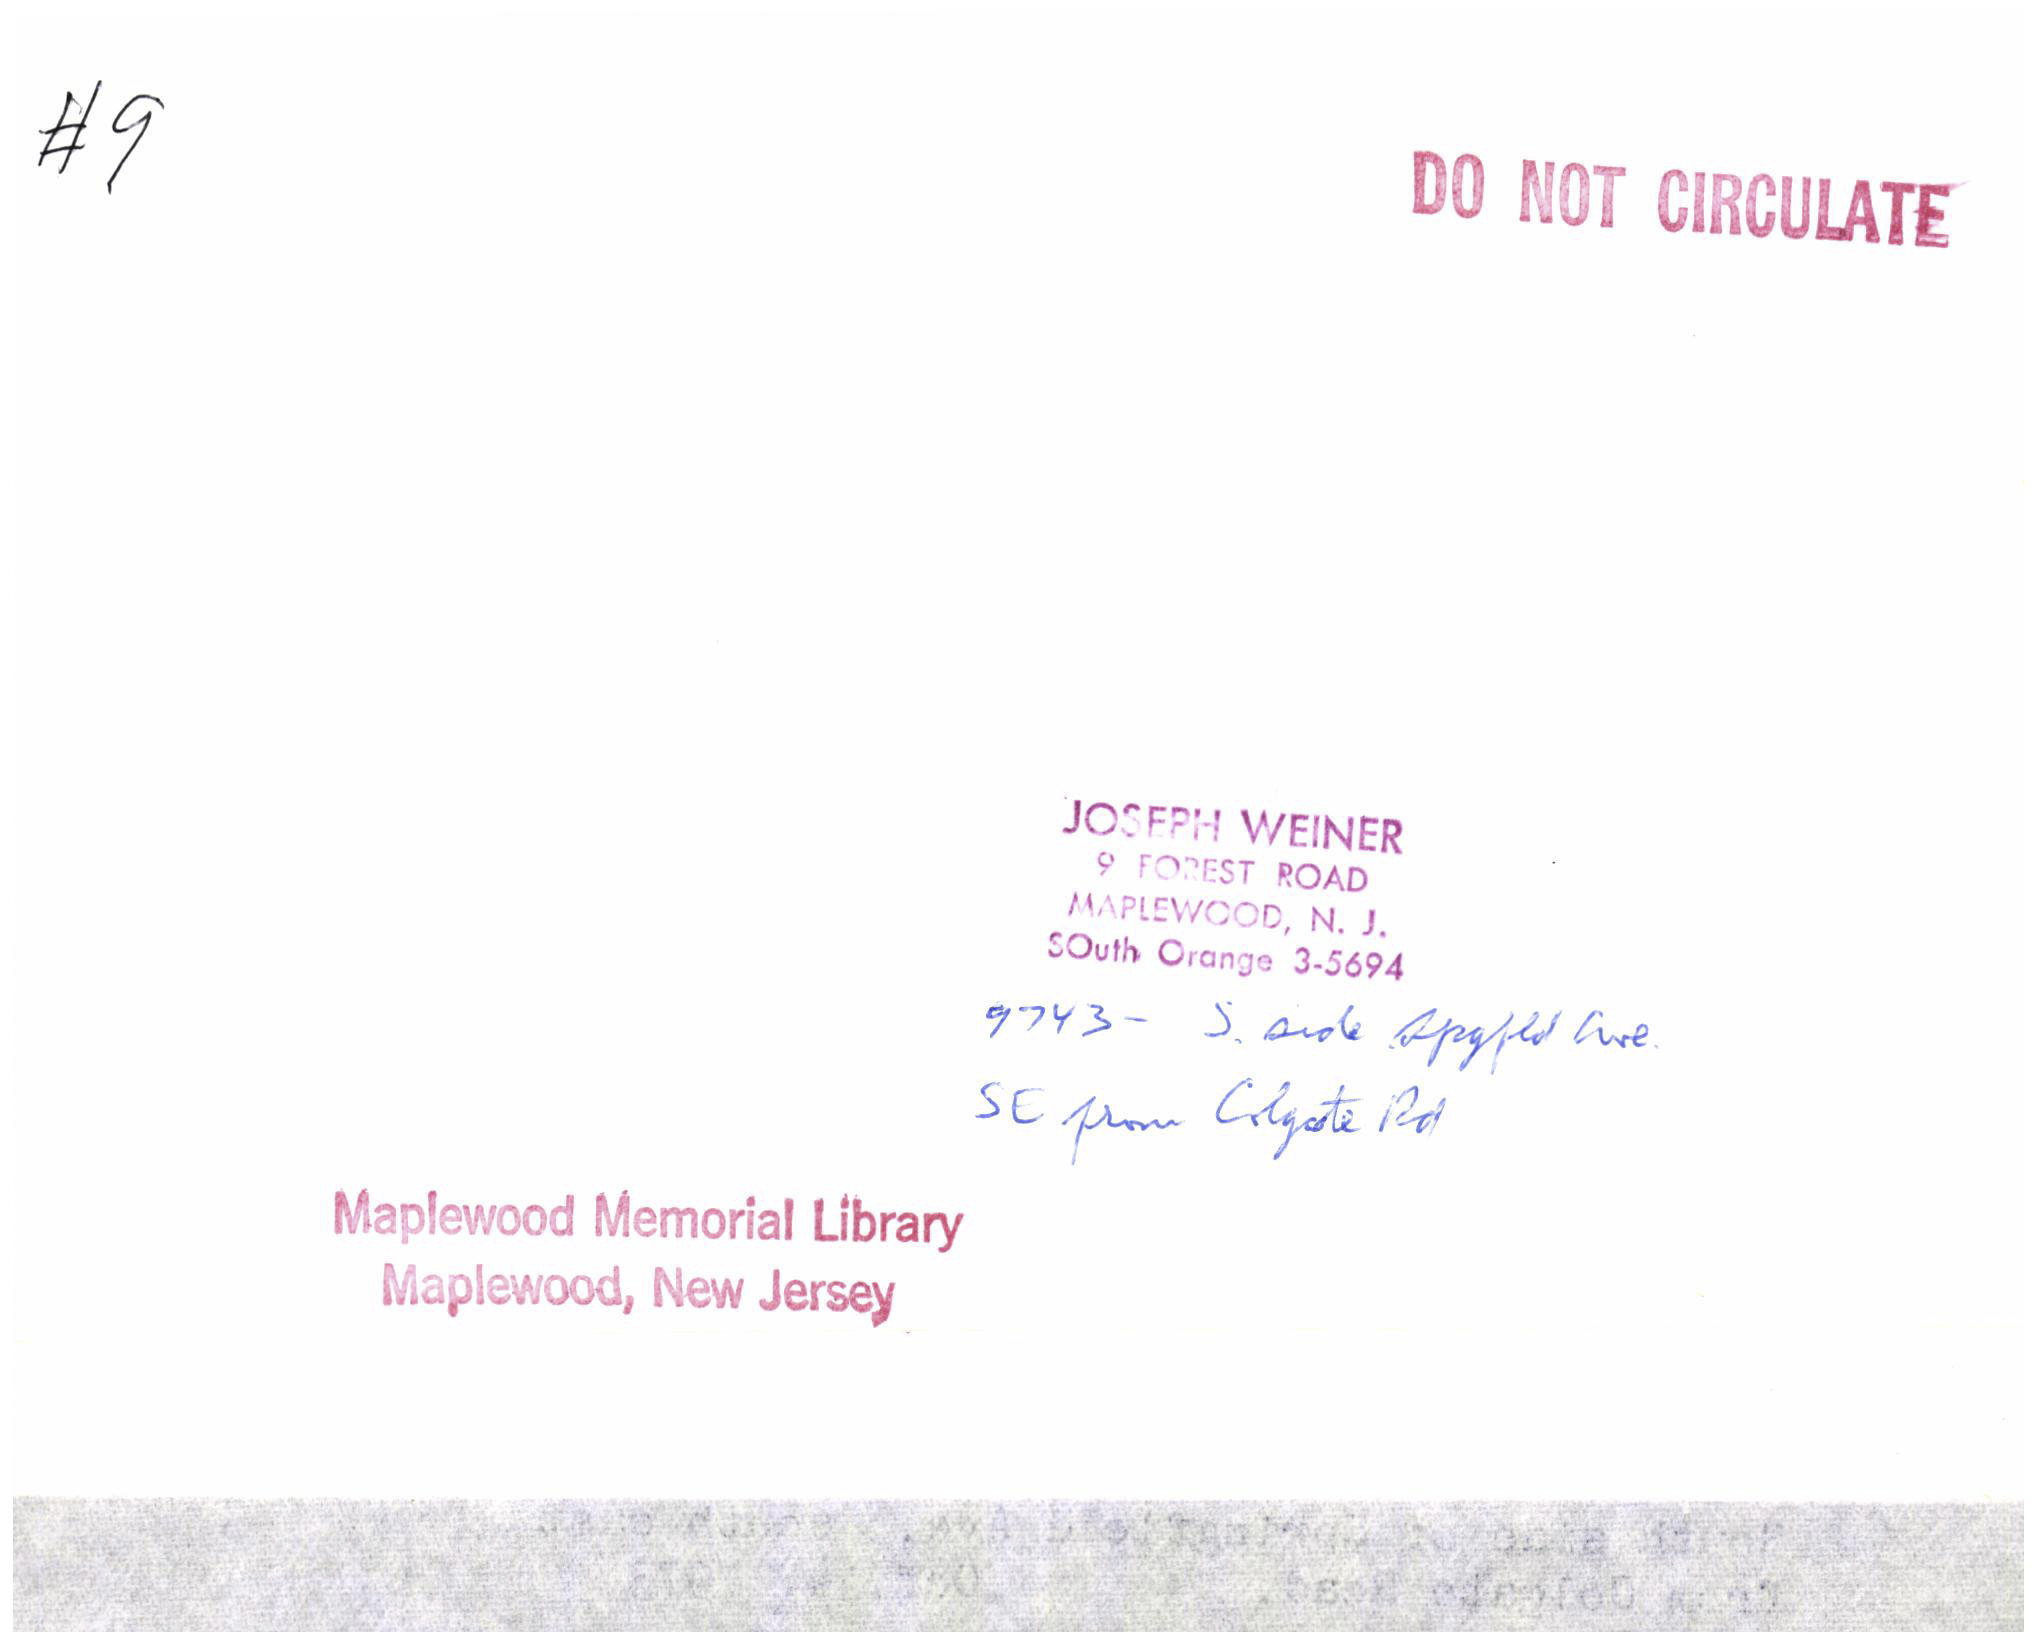 #9
DO NOT CIRCULATE
JOSEPH WEINER
9 FOREST ROAD
MAPLEWOOD, N. J.
SOuth Orange 3-5694
9743- S. side Spgfld Ave.
SE from Colgate Rd
Maplewood Memorial Library
Maplewood, New Jersey